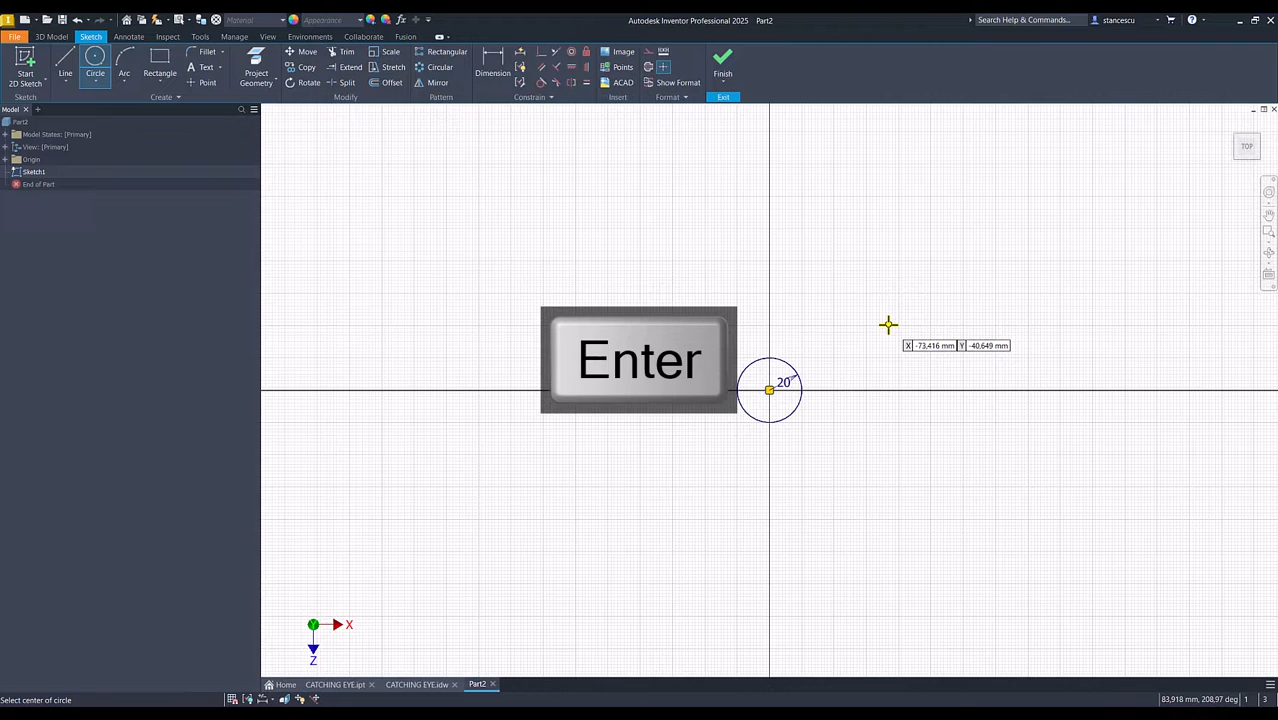 Material
Appearance
Autodesk Inventor Professional 2025 Part2
Search Help & Commands...
stancescu
File
3D Model
Sketch
Annotate
Inspect
Tools
Manage
View
Environments
Collaborate
Fusion
Start
2D Sketch
Line
Circle
Arc
Rectangle
Fillet
Text
Point
Project
Geometry
Move
Copy
Rotate
Trim
Extend
Split
Scale
Stretch
Offset
Rectangular
Circular
Mirror
Dimension
Image
Points
ACAD
Show Format
Finish
Sketch
Create
Modify
Pattern
Constrain
Insert
Format
Exit
Model
Part2
Model States: [Primary]
View: [Primary]
Origin
Sketch1
End of Part
TOP
Enter
20
X -73,416 mm Y -40,649 mm
X
Y
Z
Home
CATCHING EYE.ipt
CATCHING EYE.idw
Part2
Select center of circle
83,918 mm, 208,97 deg 1 3